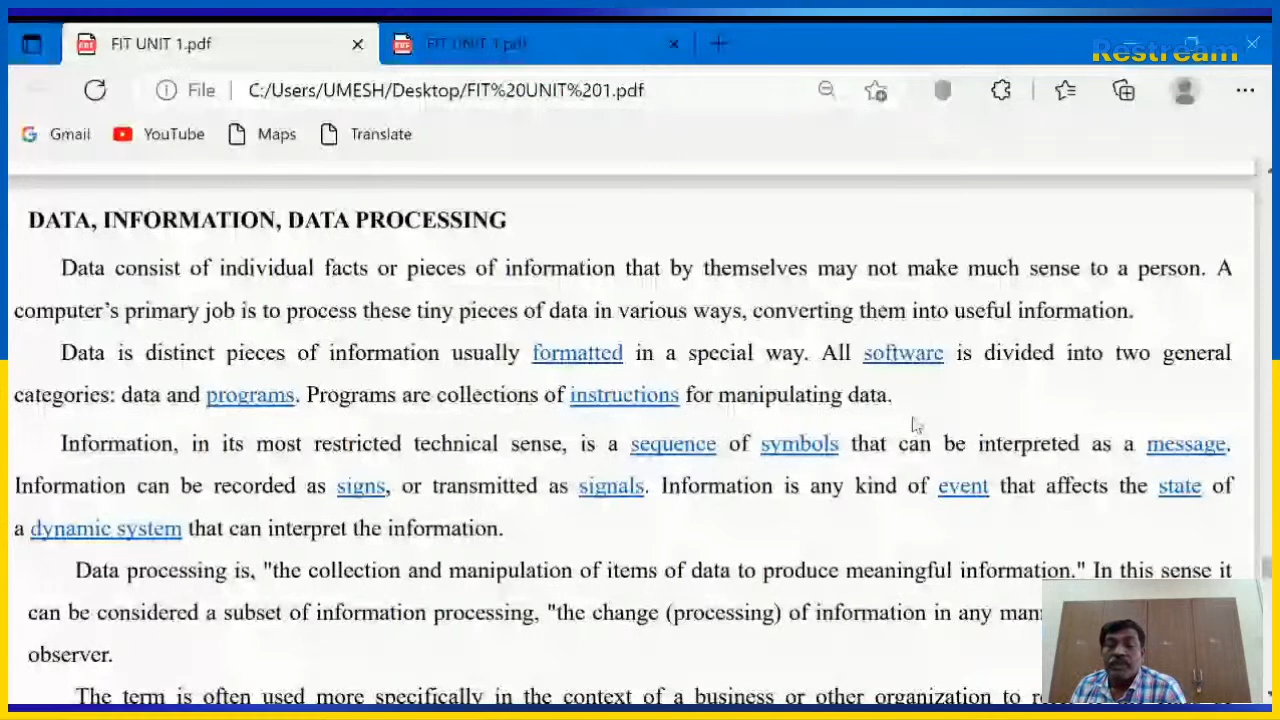 FIT UNIT 1.pdf
FIT UNIT 1.pdf
Restream
File
C:/Users/UMESH/Desktop/FIT%20UNIT%201.pdf
Gmail YouTube Maps Translate
DATA, INFORMATION, DATA PROCESSING
Data consist of individual facts or pieces of information that by themselves may not make much sense to a person. A
computer's primary job is to process these tiny pieces of data in various ways, converting them into useful information.
Data is distinct pieces of information usually formatted in a special way. All software is divided into two general
categories: data and programs. Programs are collections of instructions for manipulating data.
Information, in its most restricted technical sense, is a sequence of symbols that can be interpreted as a message.
Information can be recorded as signs, or transmitted as signals. Information is any kind of event that affects the state of
a dynamic system that can interpret the information.
Data processing is, "the collection and manipulation of items of data to produce meaningful information." In this sense it
can be considered a subset of information processing, "the change (processing) of information in any
observer.
The term is often used more specifically in the context of a business or other organization to